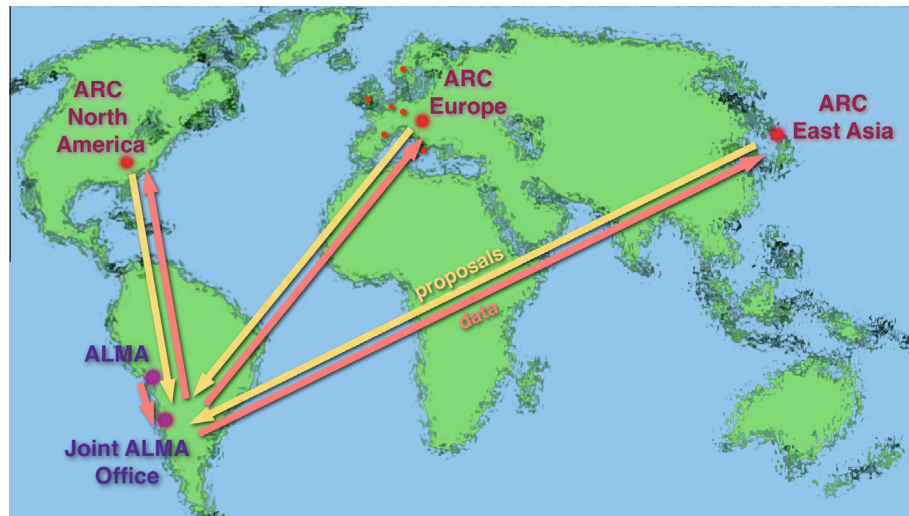 ARC
North
America
ARC
Europe
ARC
East Asia
proposals
data
ALMA
Joint ALMA
Office